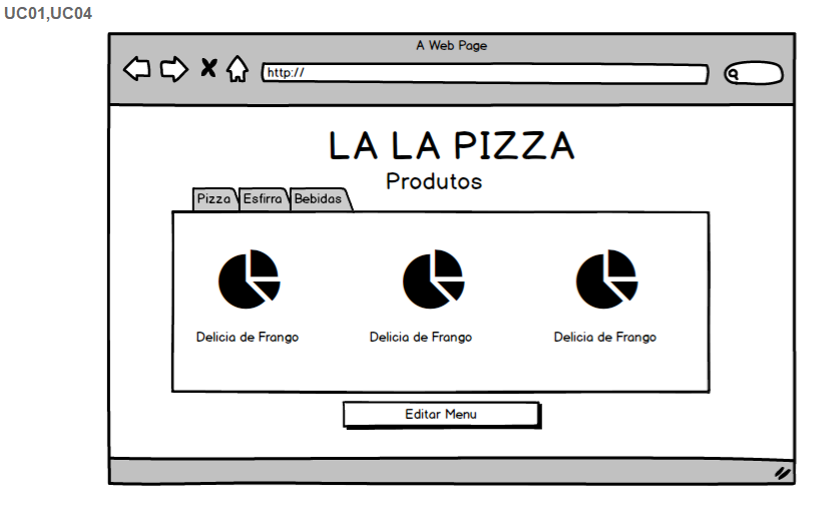 UC01,UC04
A Web Page
http://
LA LA PIZZA
Produtos
Pizza Esfirra Bebidas
Delicia de Frango Delicia de Frango Delicia de Frango
Editar Menu